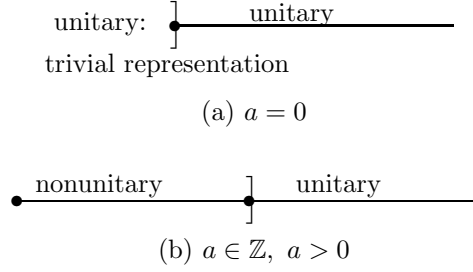 unitary: unitary
trivial representation
(a) a = 0
nonunitary unitary
(b) a ∈ ℤ, a > 0